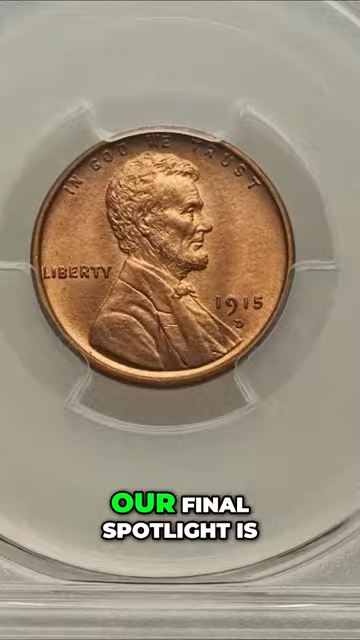 IN GOD WE TRUST
LIBERTY
1915
D
OUR FINAL
SPOTLIGHT IS